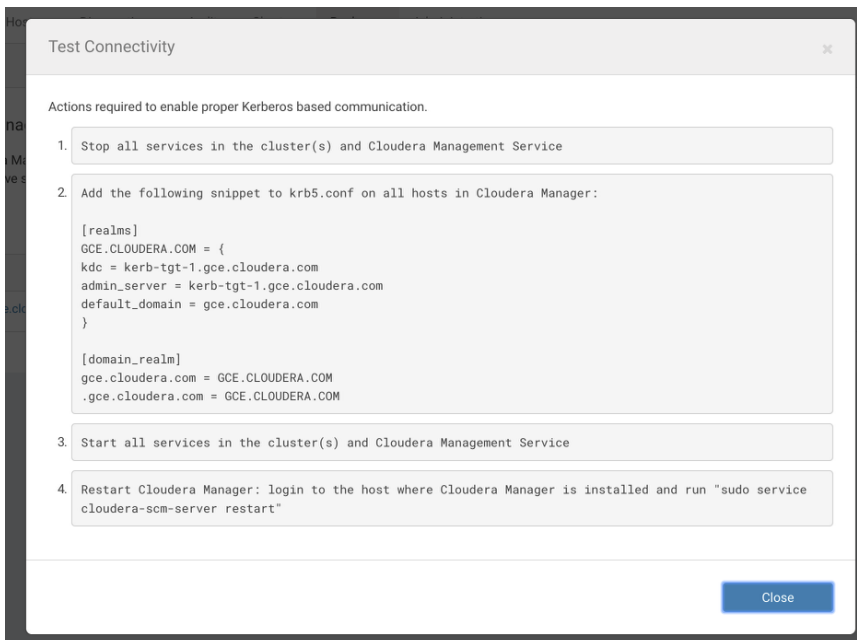 Test Connectivity
×
Actions required to enable proper Kerberos based communication.
1. Stop all services in the cluster(s) and Cloudera Management Service
2. Add the following snippet to krb5.conf on all hosts in Cloudera Manager:
[realms]
GCE.CLOUDERA.COM = {
kdc = kerb-tgt-1.gce.cloudera.com
admin_server = kerb-tgt-1.gce.cloudera.com
default_domain = gce.cloudera.com
}
[domain_realm]
gce.cloudera.com = GCE.CLOUDERA.COM
.gce.cloudera.com = GCE.CLOUDERA.COM
3. Start all services in the cluster(s) and Cloudera Management Service
4. Restart Cloudera Manager: login to the host where Cloudera Manager is installed and run "sudo service
cloudera-scm-server restart"
Close